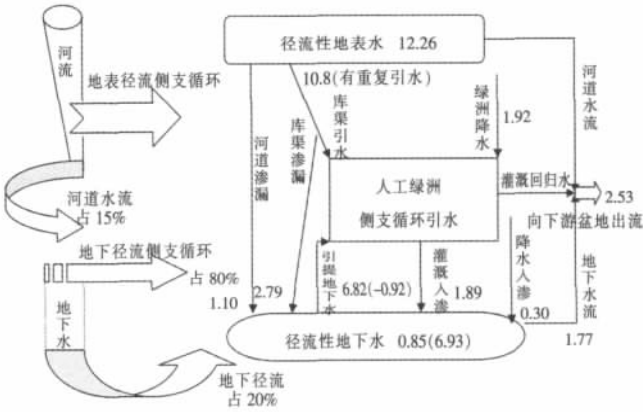 河流
地表径流侧支循环
河道水流
占15%
地下径流侧支循环
占80%
地下水
地下径流
占20%
径流性地表水 12.26
10.8(有重复引水)
河道渗漏
库渠渗漏
库渠引水
绿洲降水
1.92
河道水流
人工绿洲
侧支循环引水
灌溉回归水
2.53
向下游盆地出流
引提地下水
6.82(-0.92)
灌溉入渗
1.89
降水入渗
0.30
地下水流
1.77
1.10
2.79
径流性地下水 0.85(6.93)